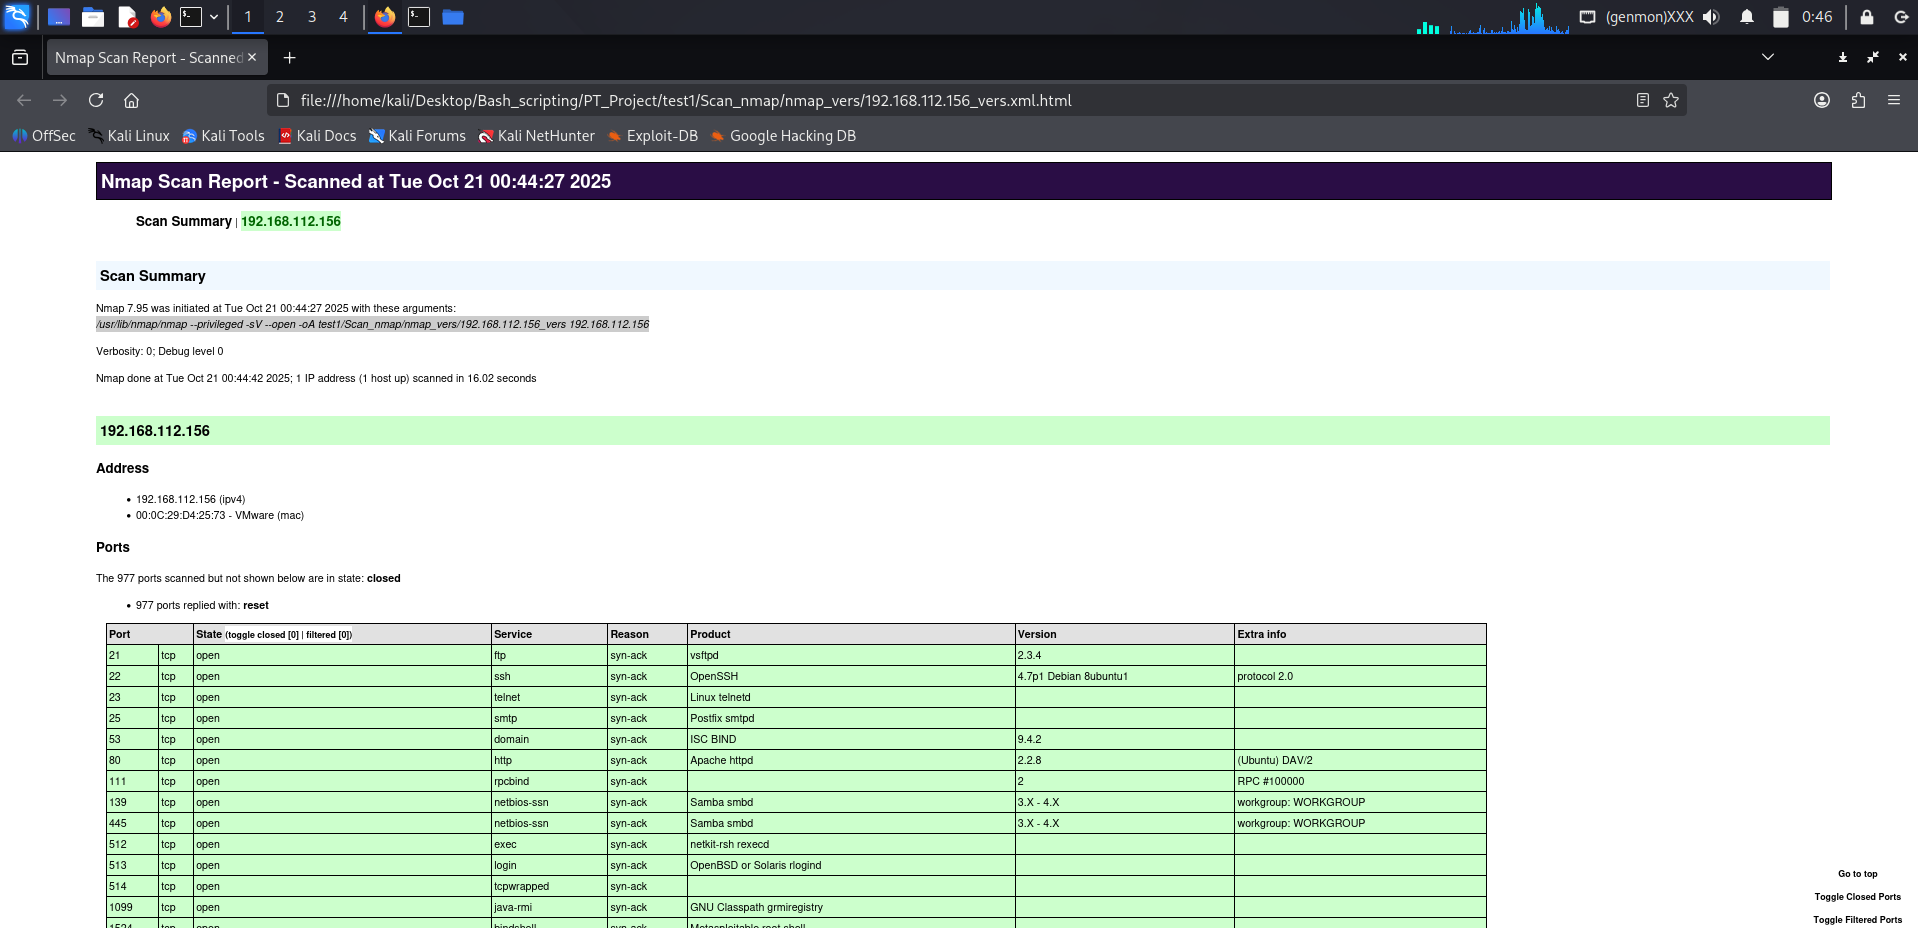 1 2 3 4 (genmon)XXX 0:46
Nmap Scan Report - Scanned
file:///home/kali/Desktop/Bash_scripting/PT_Project/test1/Scan_nmap/nmap_vers/192.168.112.156_vers.xml.html
OffSec Kali Linux Kali Tools Kali Docs Kali Forums Kali NetHunter Exploit-DB Google Hacking DB
Nmap Scan Report - Scanned at Tue Oct 21 00:44:27 2025
Scan Summary | 192.168.112.156
Scan Summary
Nmap 7.95 was initiated at Tue Oct 21 00:44:27 2025 with these arguments:
/usr/lib/nmap/nmap --privileged -sV --open -oA test1/Scan_nmap/nmap_vers/192.168.112.156_vers 192.168.112.156
Verbosity: 0; Debug level 0
Nmap done at Tue Oct 21 00:44:42 2025; 1 IP address (1 host up) scanned in 16.02 seconds
192.168.112.156
Address
192.168.112.156 (ipv4)
00:0C:29:D4:25:73 - VMware (mac)
Ports
The 977 ports scanned but not shown below are in state: closed
977 ports replied with: reset
Port State (toggle closed [0] | filtered [0]) Service Reason Product Version Extra info
21 tcp open ftp syn-ack vsftpd 2.3.4
22 tcp open ssh syn-ack OpenSSH 4.7p1 Debian 8ubuntu1 protocol 2.0
23 tcp open telnet syn-ack Linux telnetd
25 tcp open smtp syn-ack Postfix smtpd
53 tcp open domain syn-ack ISC BIND 9.4.2
80 tcp open http syn-ack Apache httpd 2.2.8 (Ubuntu) DAV/2
111 tcp open rpcbind syn-ack 2 RPC #100000
139 tcp open netbios-ssn syn-ack Samba smbd 3.X - 4.X workgroup: WORKGROUP
445 tcp open netbios-ssn syn-ack Samba smbd 3.X - 4.X workgroup: WORKGROUP
512 tcp open exec syn-ack netkit-rsh rexecd
513 tcp open login syn-ack OpenBSD or Solaris rlogind
514 tcp open tcpwrapped syn-ack
1099 tcp open java-rmi syn-ack GNU Classpath grmiregistry
1524 tcp open bindshell syn-ack Metasploitable root shell
Go to top
Toggle Closed Ports
Toggle Filtered Ports